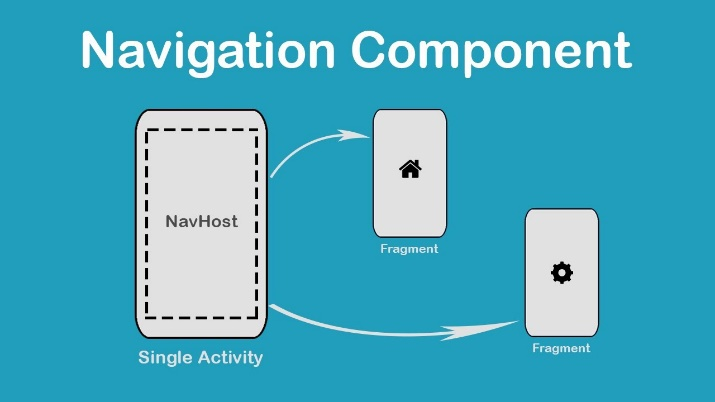 Navigation Component
NavHost
Single Activity
Fragment
Fragment